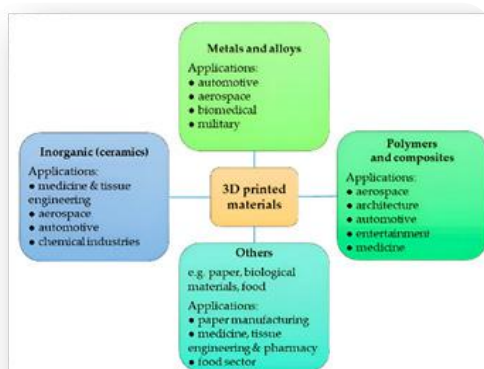 Metals and alloys
Applications:
● automotive
● aerospace
● biomedical
● military
Inorganic (ceramics)
Applications:
● medicine & tissue
engineering
● aerospace
● automotive
● chemical industries
3D printed
materials
Polymers
and composites
Applications:
● aerospace
● architecture
● automotive
● entertainment
● medicine
Others
e.g. paper, biological
materials, food
Applications:
● paper manufacturing
● medicine, tissue
engineering & pharmacy
● food sector